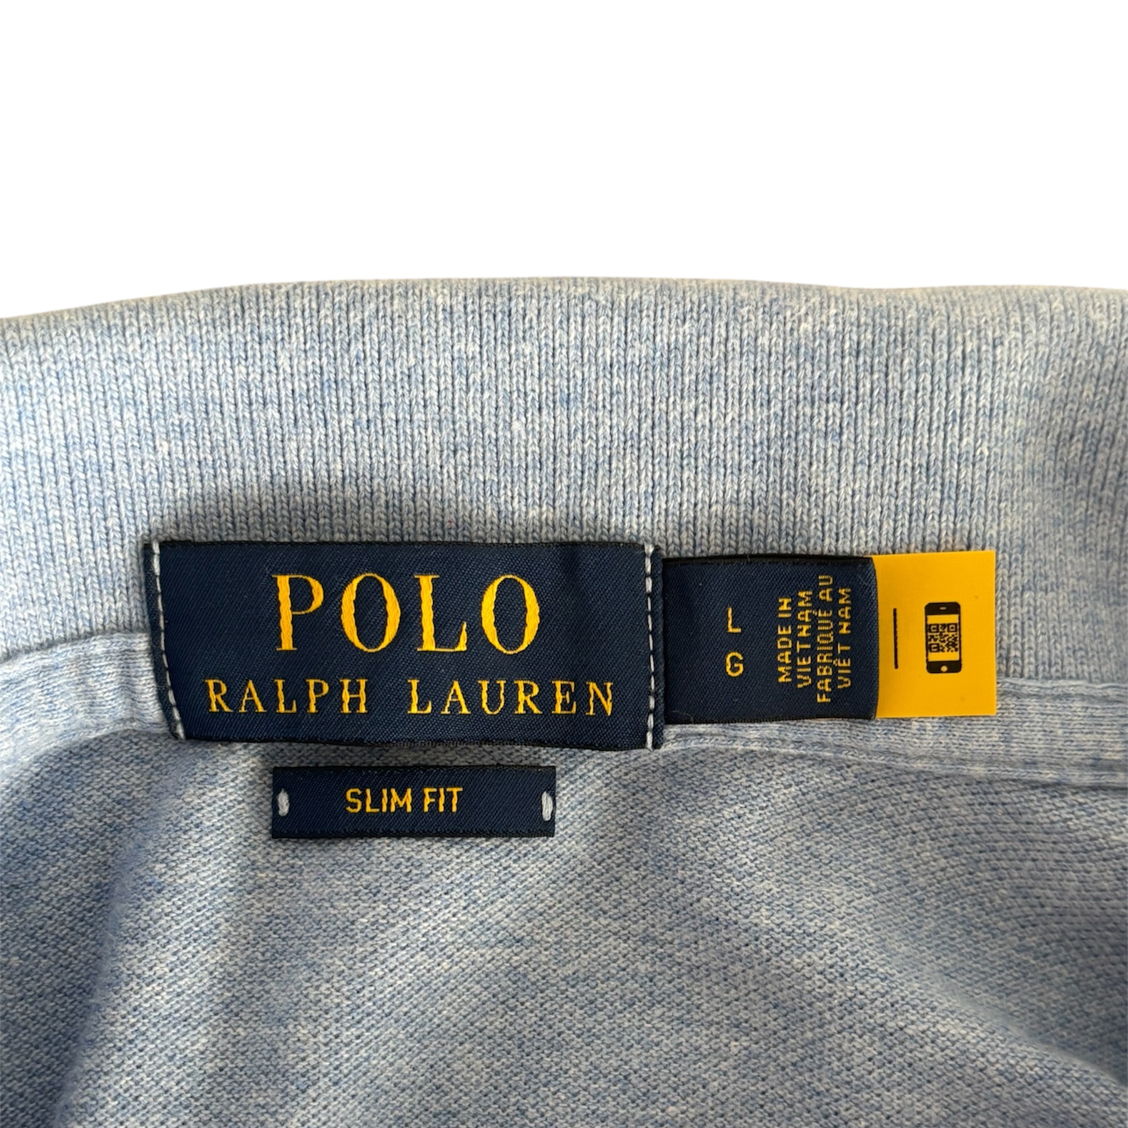 POLO
RALPH LAUREN
SLIM FIT
L
G
MADE IN
VIETNAM
FABRIQUÉ AU
VIÊT NAM